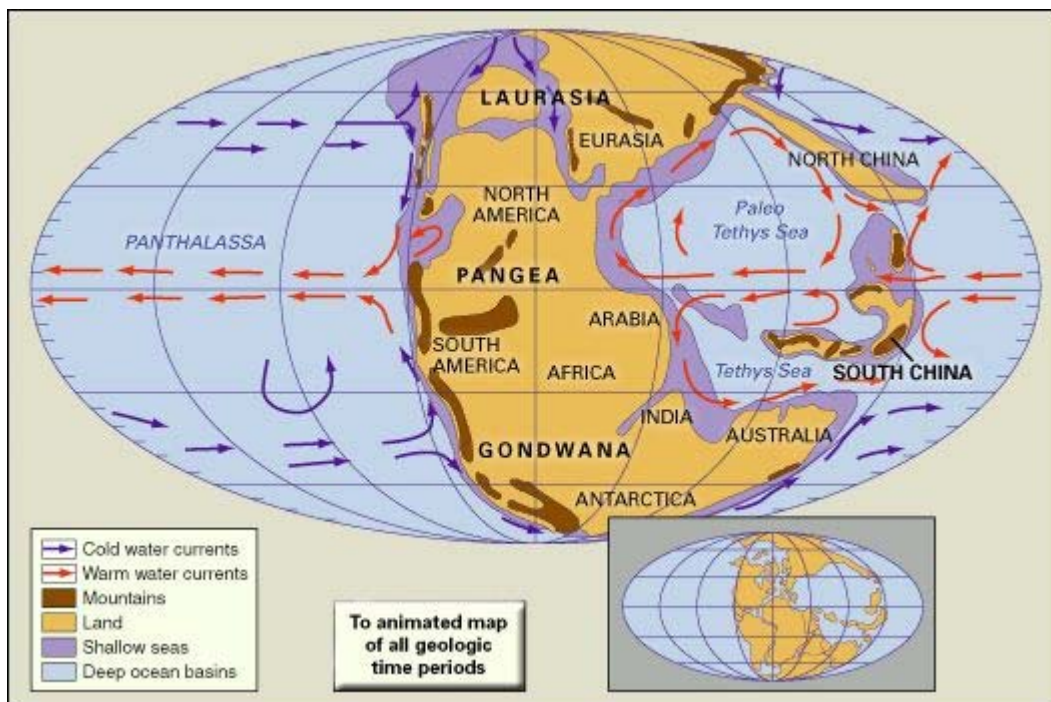 LAURASIA
EURASIA
NORTH CHINA
NORTH
AMERICA
Paleo
Tethys Sea
PANTHALASSA
PANGEA
ARABIA
SOUTH
AMERICA
AFRICA
Tethys Sea
SOUTH CHINA
INDIA
AUSTRALIA
GONDWANA
ANTARCTICA
Cold water currents
Warm water currents
Mountains
Land
Shallow seas
Deep ocean basins
To animated map
of all geologic
time periods